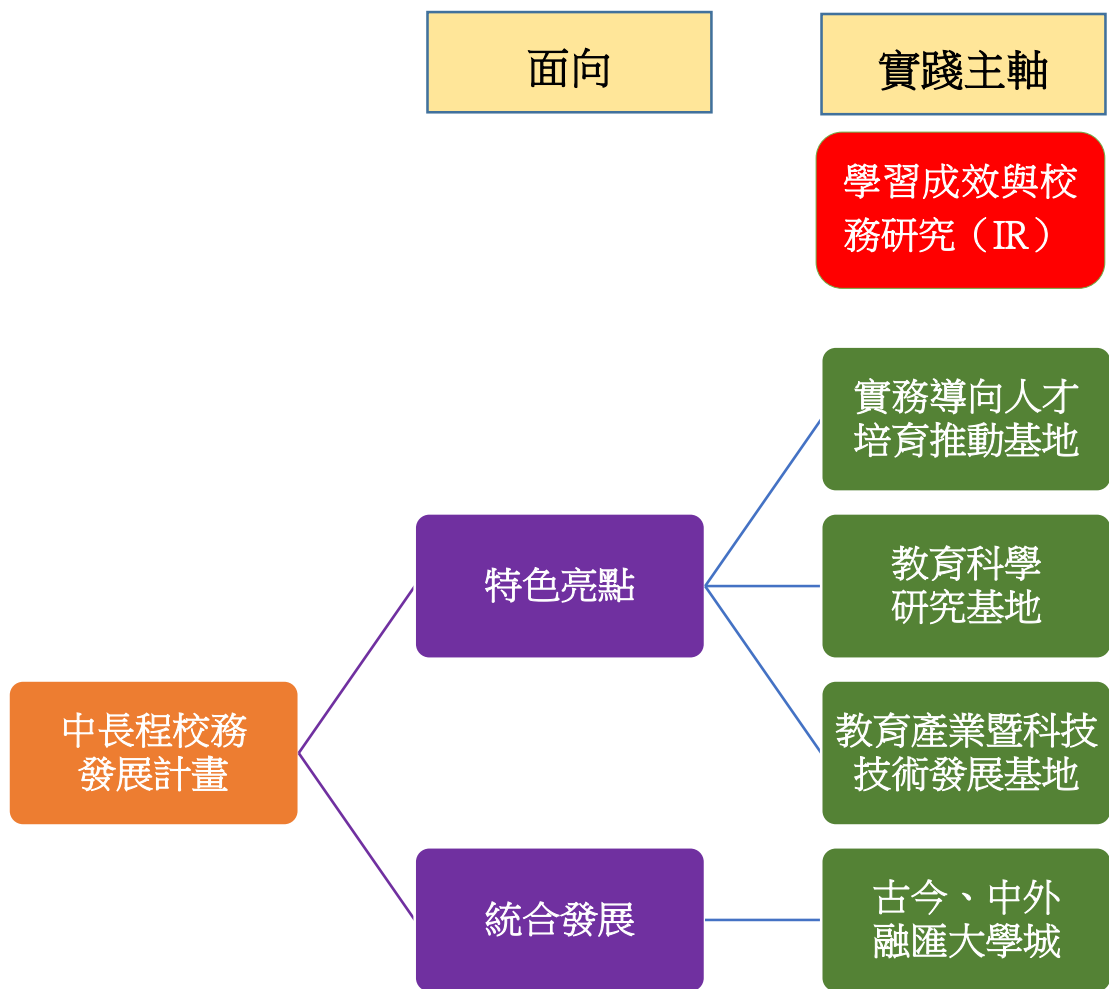 面向
實踐主軸
學習成效與校
務研究（IR）
實務導向人才
培育推動基地
特色亮點
教育科學
研究基地
中長程校務
發展計畫
教育產業暨科技
技術發展基地
統合發展
古今、中外
融匯大學城